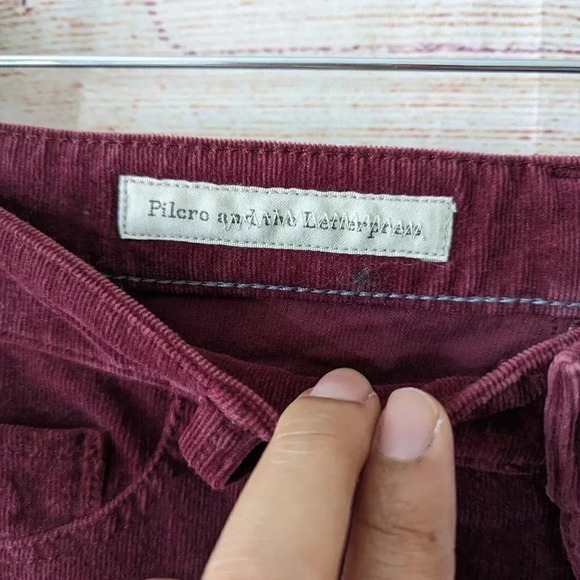 Pilcro and the Letterpress